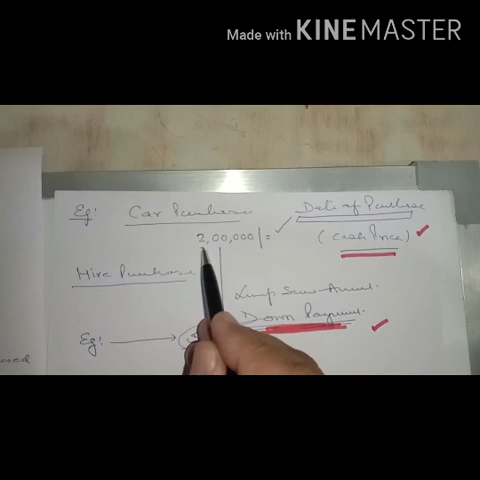 Made with KINEMASTER
Eg: Car Purchase Date of Purchase
2,00,000/= (Cash Price)
Hire Purchase
Lump Sum Amut.
Down Payment
Eg: